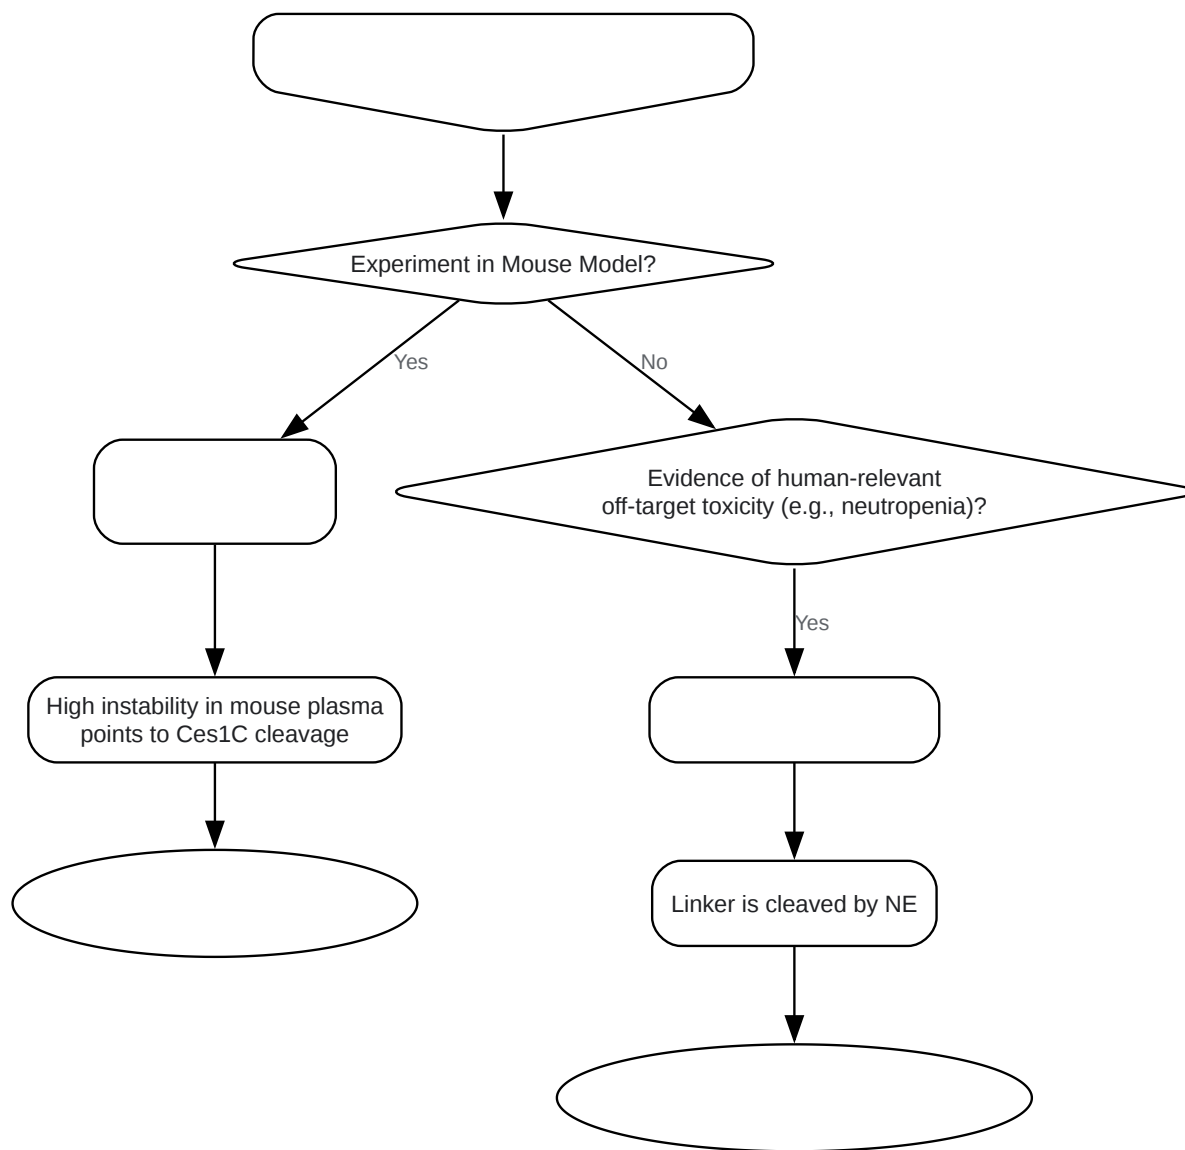 Experiment in Mouse Model?
Yes
No
Evidence of human-relevant
off-target toxicity (e.g., neutropenia)?
Yes
High instability in mouse plasma
points to Ces1C cleavage
Linker is cleaved by NE